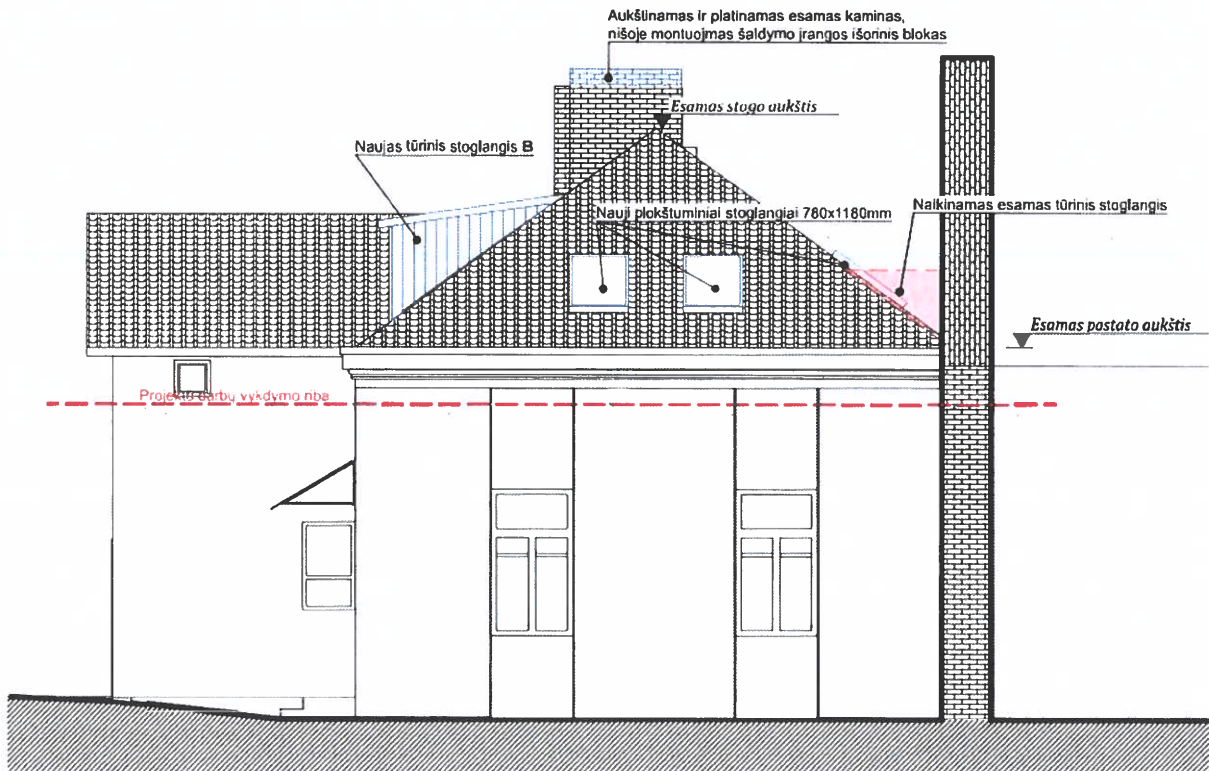 Aukštinamas ir platinamas esamas kaminas,
nišoje montuojmas šaldymo įrangos išorinis blokas
Esamas stogo aukštis
Naujas tūrinis stoglangis B
Nauji plokštuminiai stoglangiai 780x1180mm
Naikinamas esamas tūrinis stoglangis
Esamas pastato aukštis
Projekto darbų vykdymo riba